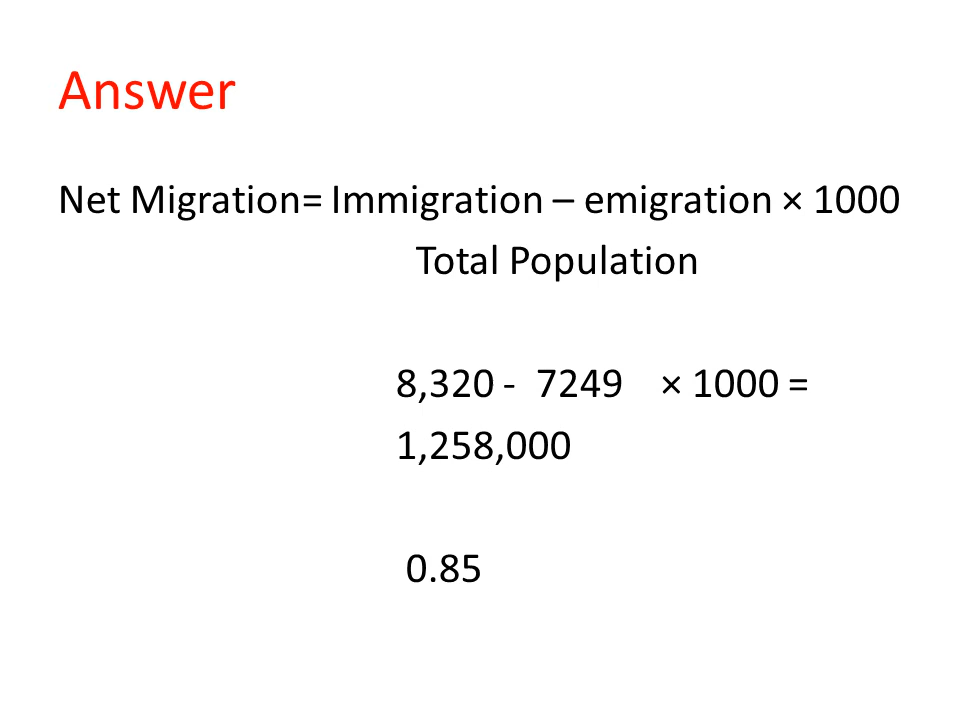 Answer
Net Migration= Immigration – emigration × 1000
Total Population
8,320 - 7249 × 1000 =
1,258,000
0.85